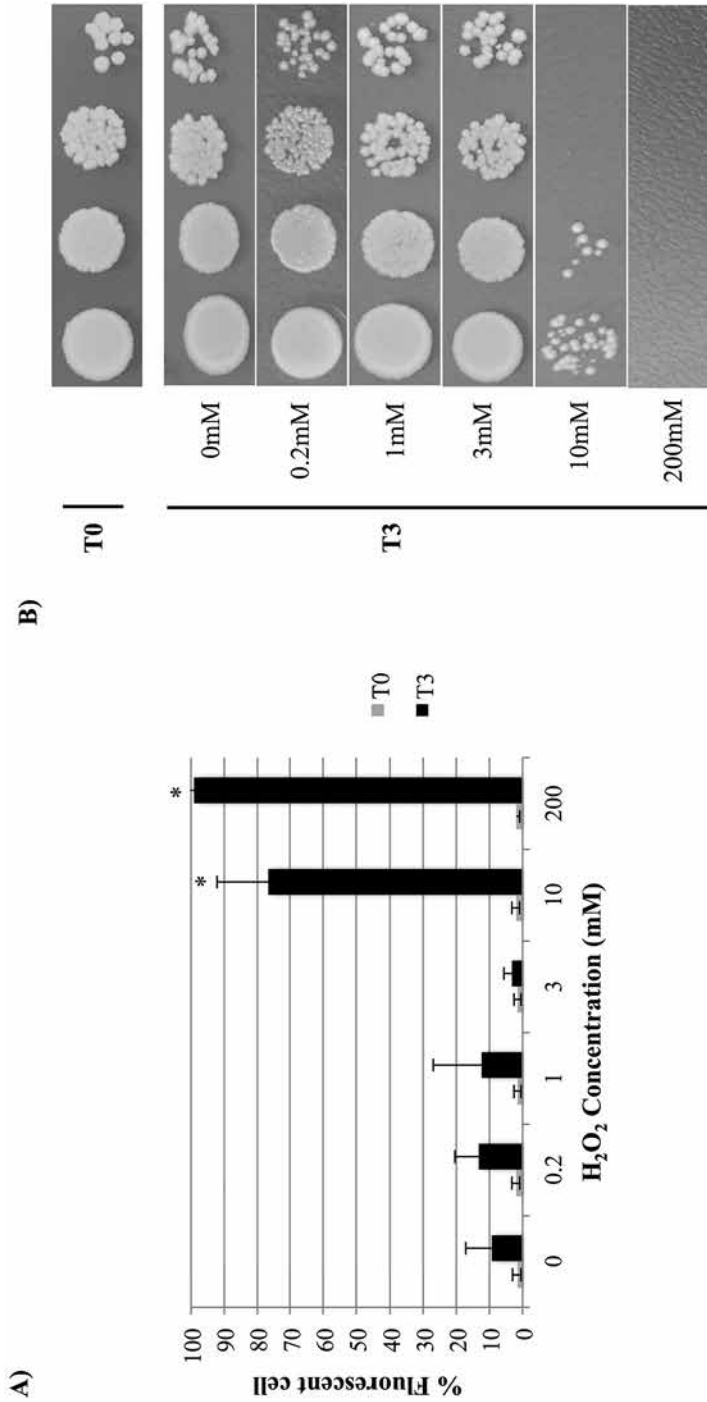 A)
% Fluorescent cell
100
90
80
70
60
50
40
30
20
10
0
*
*
0
0.2
1
3
10
200
H₂O₂ Concentration (mM)
T0
T3
B)
T0
T3
0mM
0.2mM
1mM
3mM
10mM
200mM